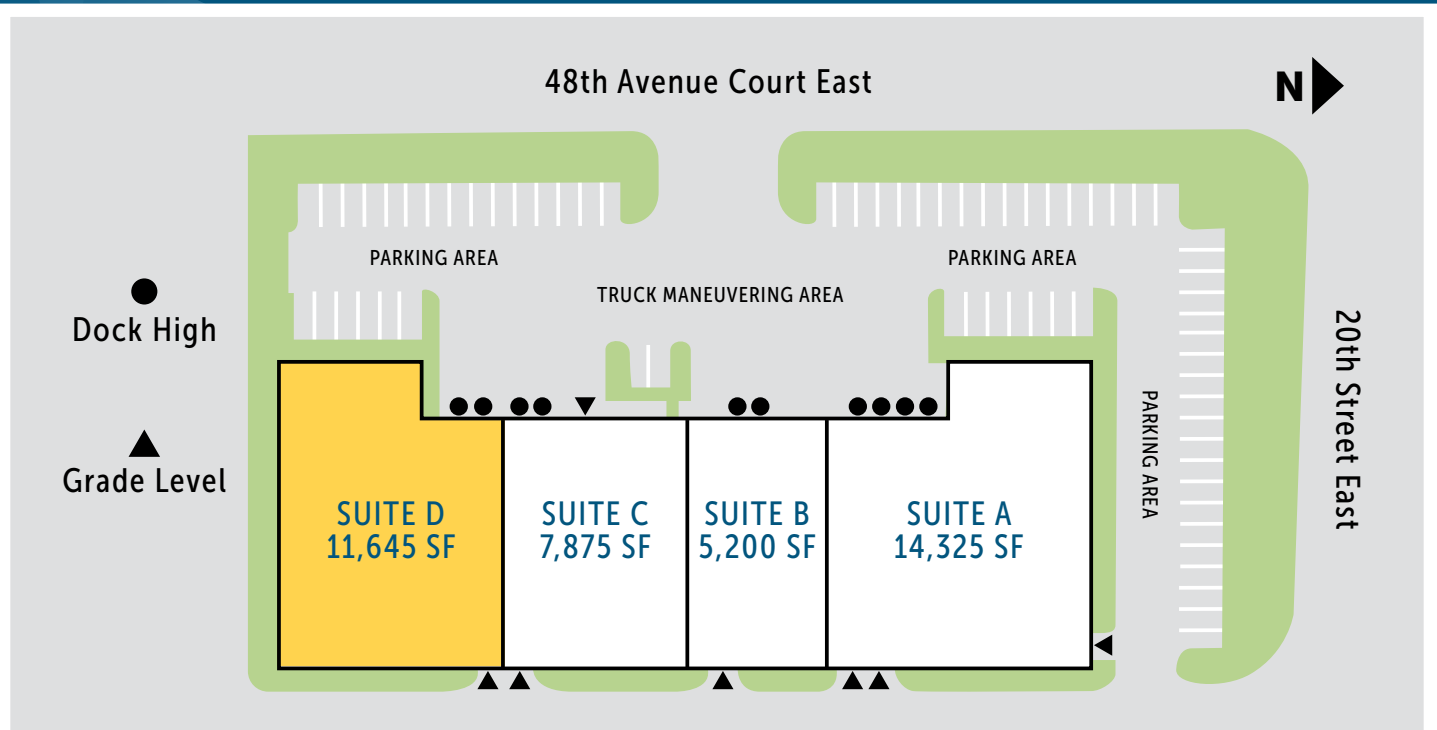 48th Avenue Court East
N
PARKING AREA
PARKING AREA
TRUCK MANEUVERING AREA
Dock High
20th Street East
PARKING AREA
Grade Level
SUITE D
11,645 SF
SUITE C
7,875 SF
SUITE B
5,200 SF
SUITE A
14,325 SF